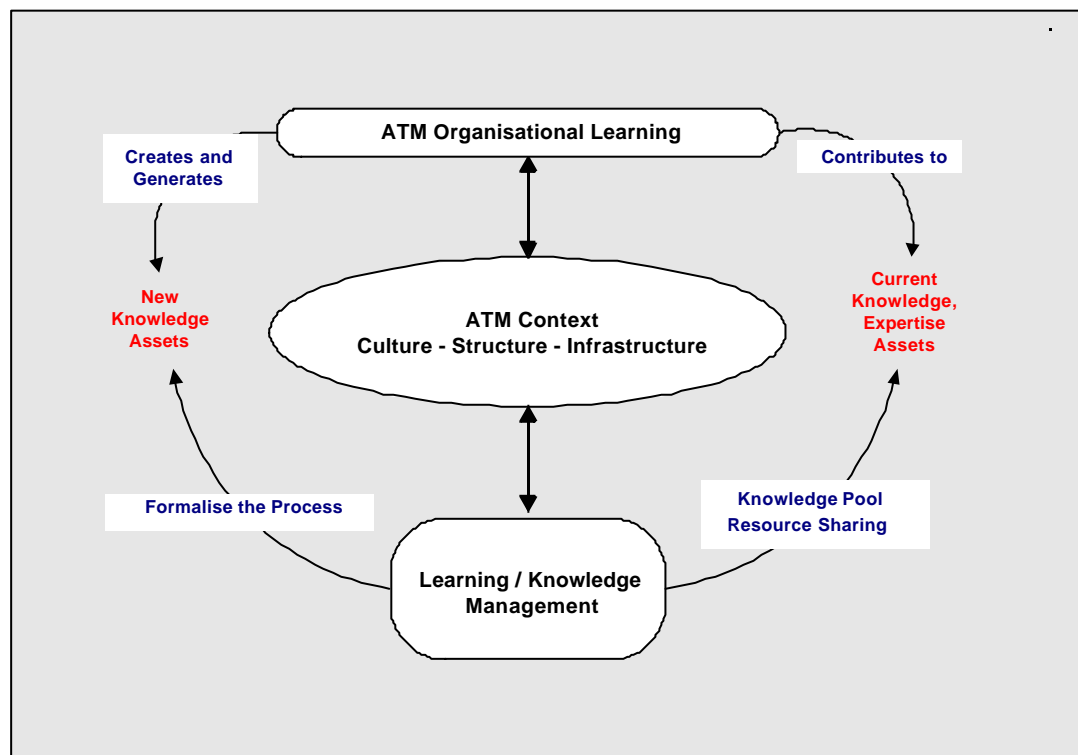 ATM Organisational Learning
Creates and
Generates
Contributes to
New
Knowledge
Assets
ATM Context
Culture - Structure - Infrastructure
Current
Knowledge,
Expertise
Assets
Formalise the Process
Knowledge Pool
Resource Sharing
Learning / Knowledge
Management